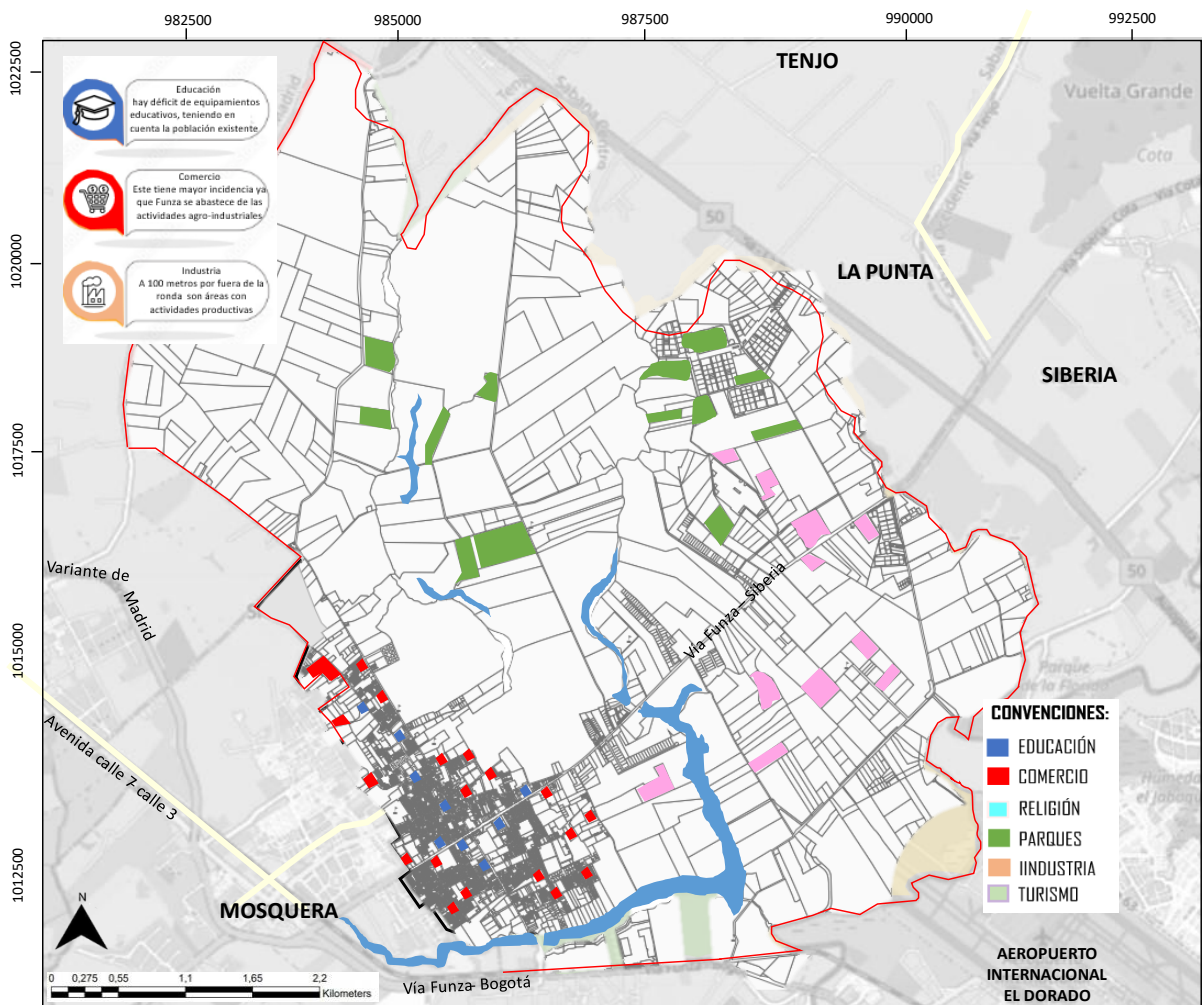 982500
985000
987500
990000
992500
1022500
1020000
1017500
1015000
1012500
TENJO
Vuelta Grande
Cota
Educación
hay déficit de equipamientos
educativos, teniendo en
cuenta la población existente
Comercio
Este tiene mayor incidencia ya
que Funza se abastece de las
actividades agro-industriales
Industria
A 100 metros por fuera de la
ronda son áreas con
actividades productivas
50
Vía Siberia Cota
LA PUNTA
SIBERIA
50
Variante de
Madrid
Vía Funza - Siberia
Avenida calle 7- calle 3
MOSQUERA
Vía Funza- Bogotá
CONVENCIONES:
EDUCACIÓN
COMERCIO
RELIGIÓN
PARQUES
IINDUSTRIA
TURISMO
AEROPUERTO
INTERNACIONAL
EL DORADO
N
0 0,275 0,55 1,1 1,65 2,2
Kilometers